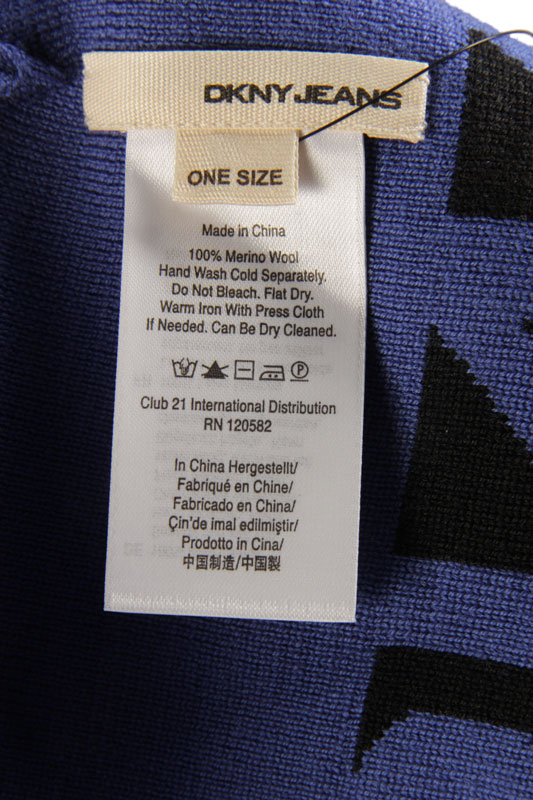 DKNY JEANS
ONE SIZE
Made in China
100% Merino Wool
Hand Wash Cold Separately.
Do Not Bleach. Flat Dry.
Warm Iron With Press Cloth
If Needed. Can Be Dry Cleaned.
P
Club 21 International Distribution
RN 120582
In China Hergestellt/
Fabriqué en Chine/
Fabricado en China/
Çin'de imal edilmiştir/
Prodotto in Cina/
中国制造/中国製